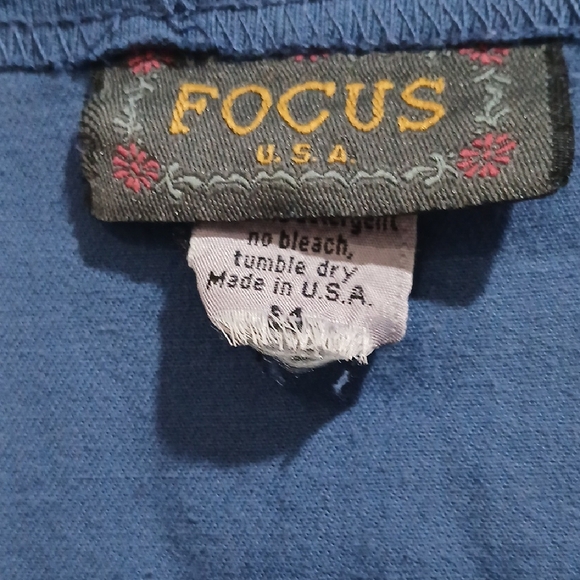 FOCUS
U.S.A.
no bleach,
tumble dry
Made in U.S.A.